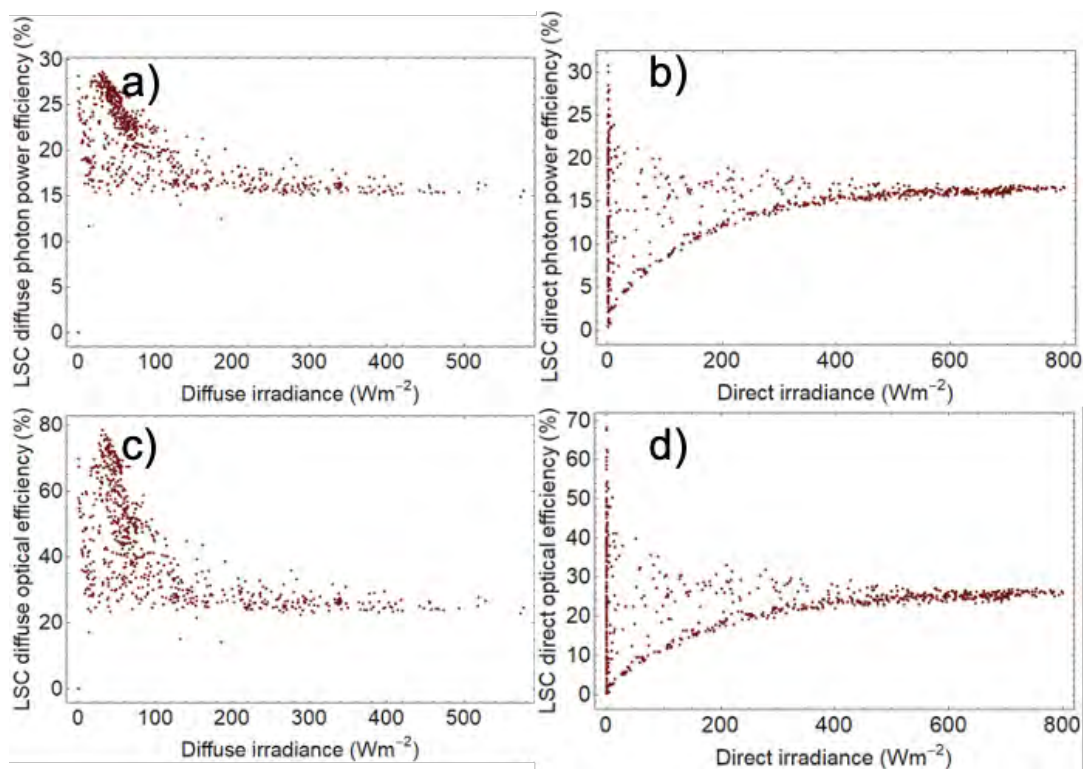 a)
LSC diffuse photon power efficiency (%)
30
25
20
15
10
5
0
0 100 200 300 400 500
Diffuse irradiance (Wm−2)
b)
LSC direct photon power efficiency (%)
30
25
20
15
10
5
0
0 200 400 600 800
Direct irradiance (Wm−2)
c)
LSC diffuse optical efficiency (%)
80
60
40
20
0
0 100 200 300 400 500
Diffuse irradiance (Wm−2)
d)
LSC direct optical efficiency (%)
70
60
50
40
30
20
10
0
0 200 400 600 800
Direct irradiance (Wm−2)